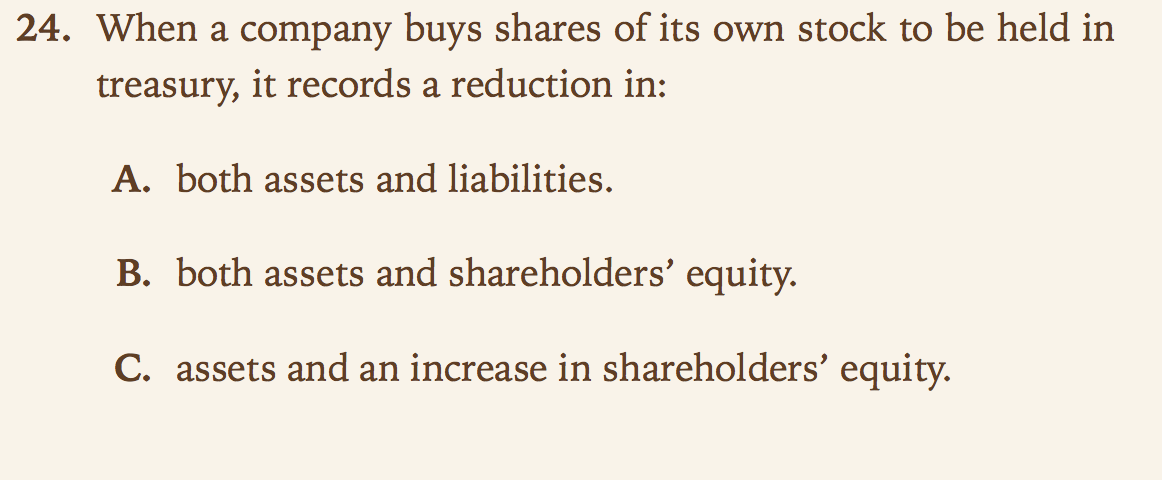 24. When a company buys shares of its own stock to be held in
treasury, it records a reduction in:
A. both assets and liabilities.
B. both assets and shareholders’ equity.
C. assets and an increase in shareholders’ equity.